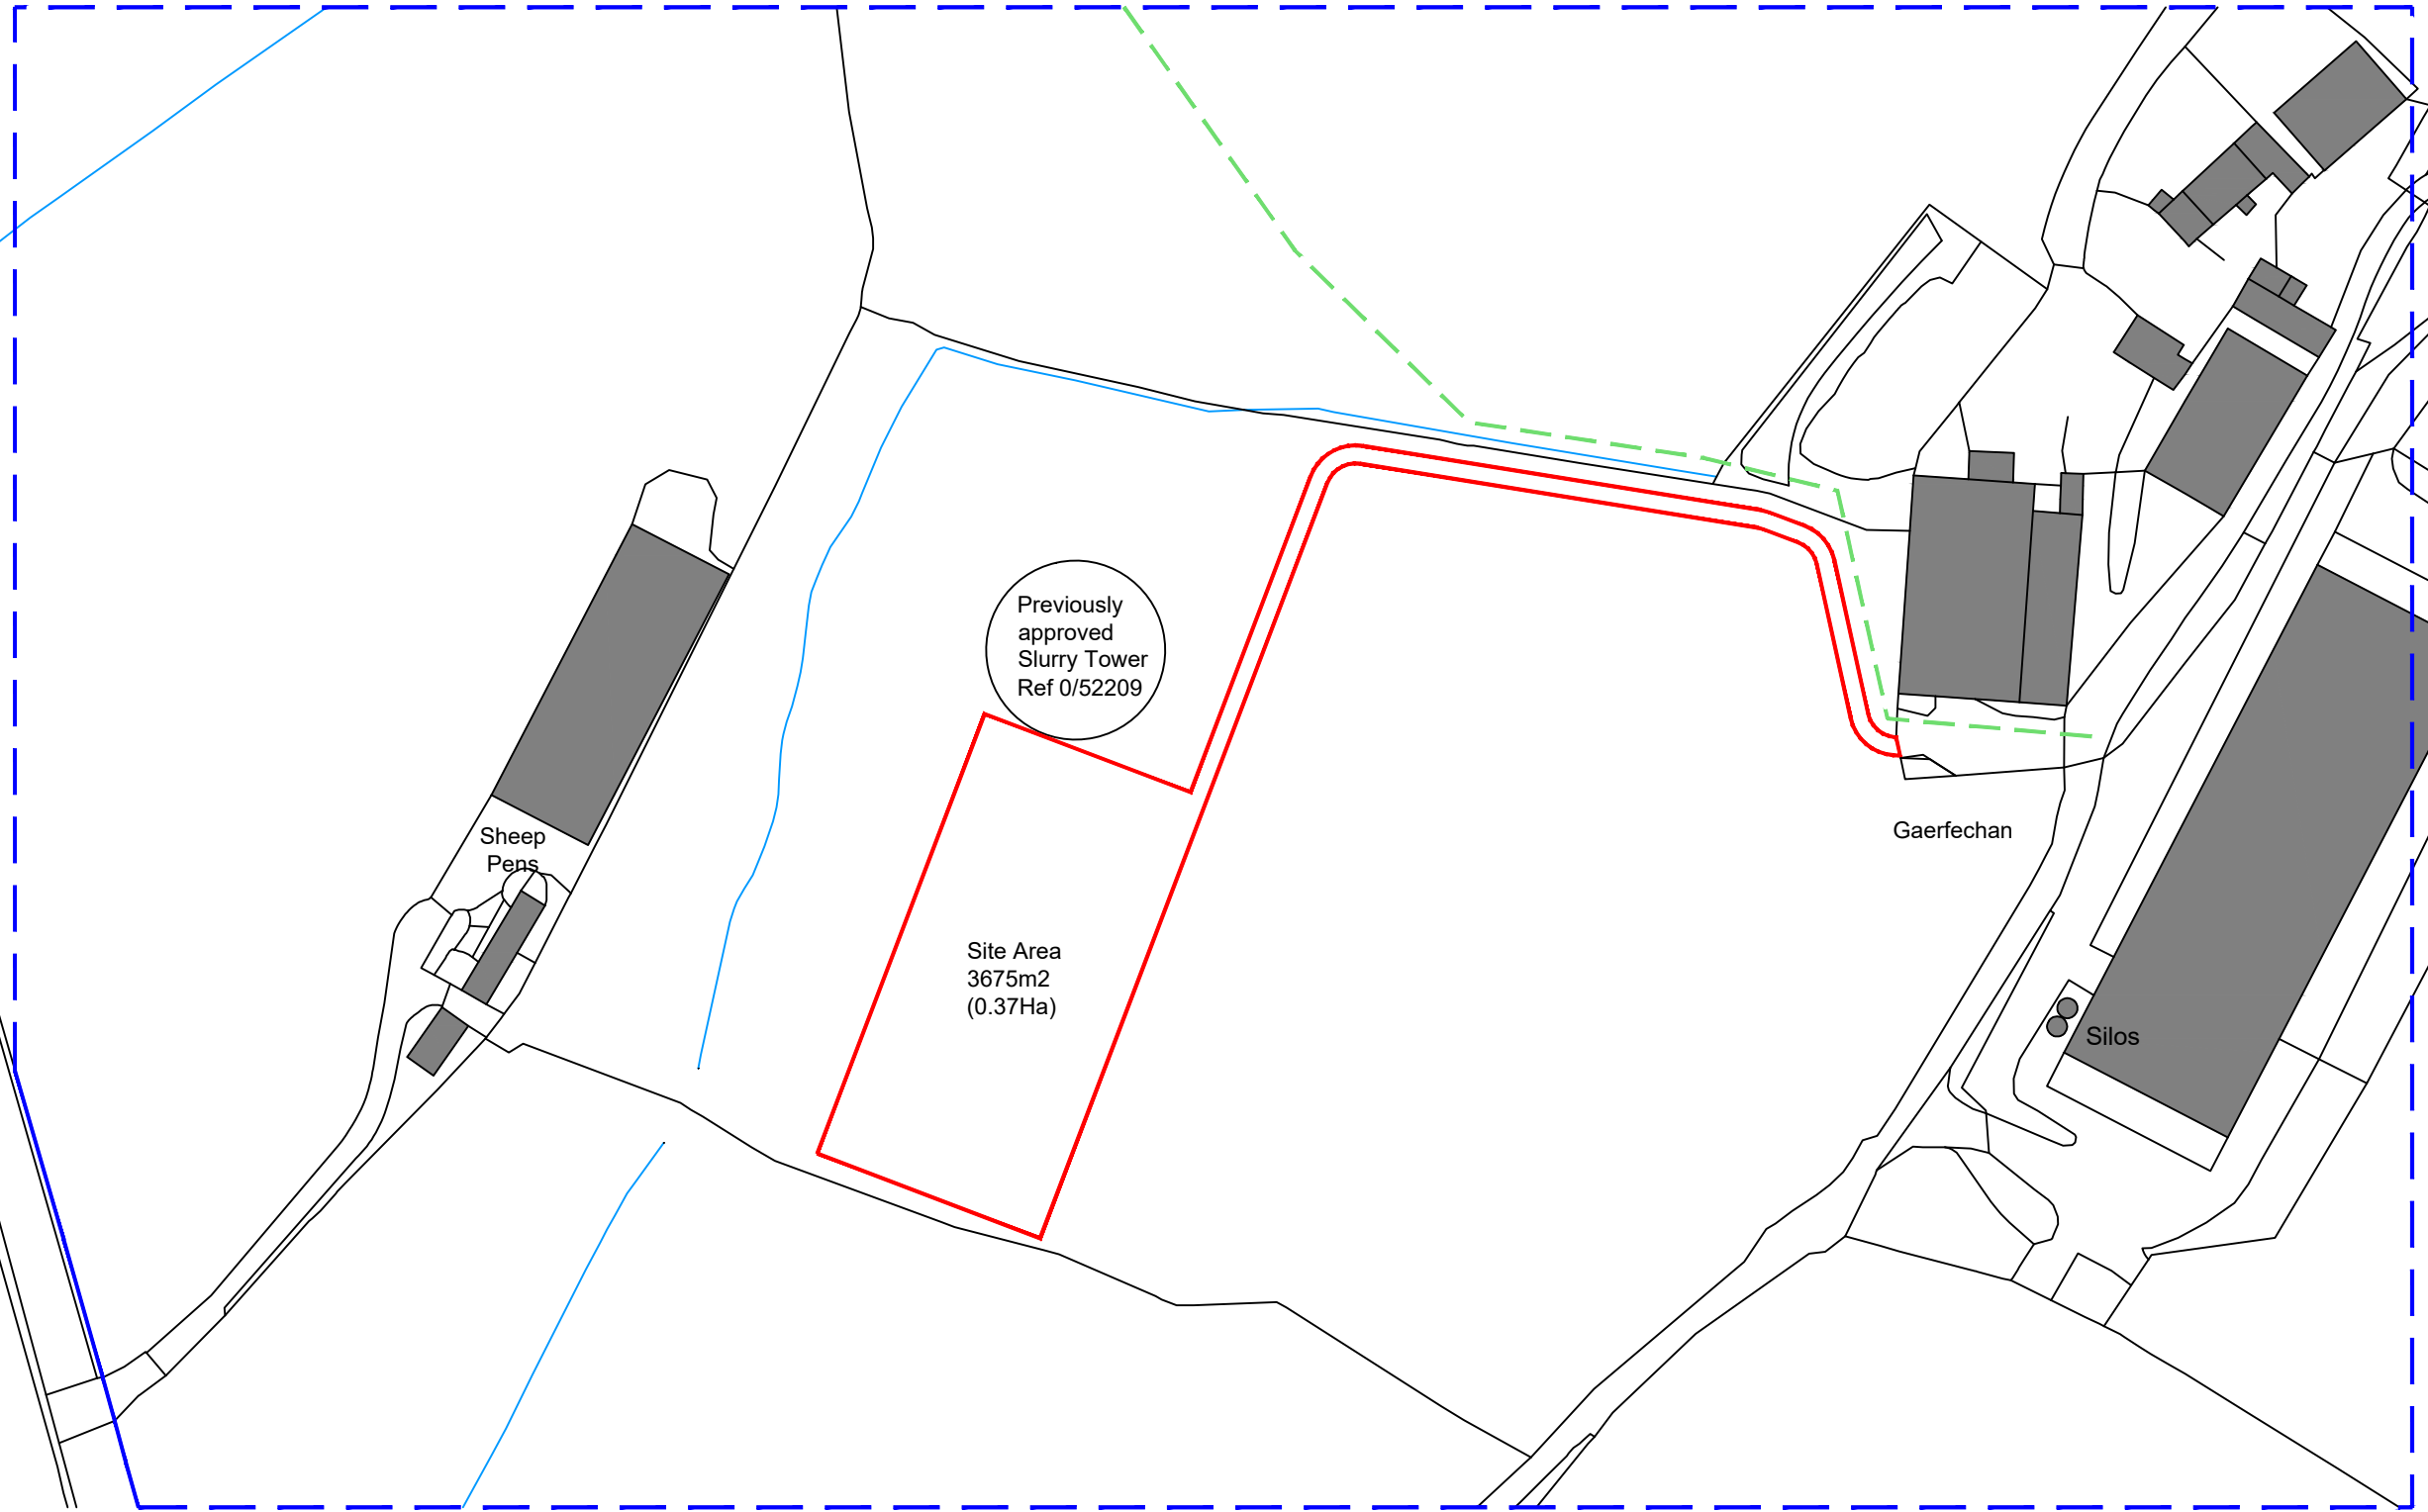 Previously
approved
Slurry Tower
Ref 0/52209
Sheep
Pens
Gaerfechan
Site Area
3675m2
(0.37Ha)
Silos